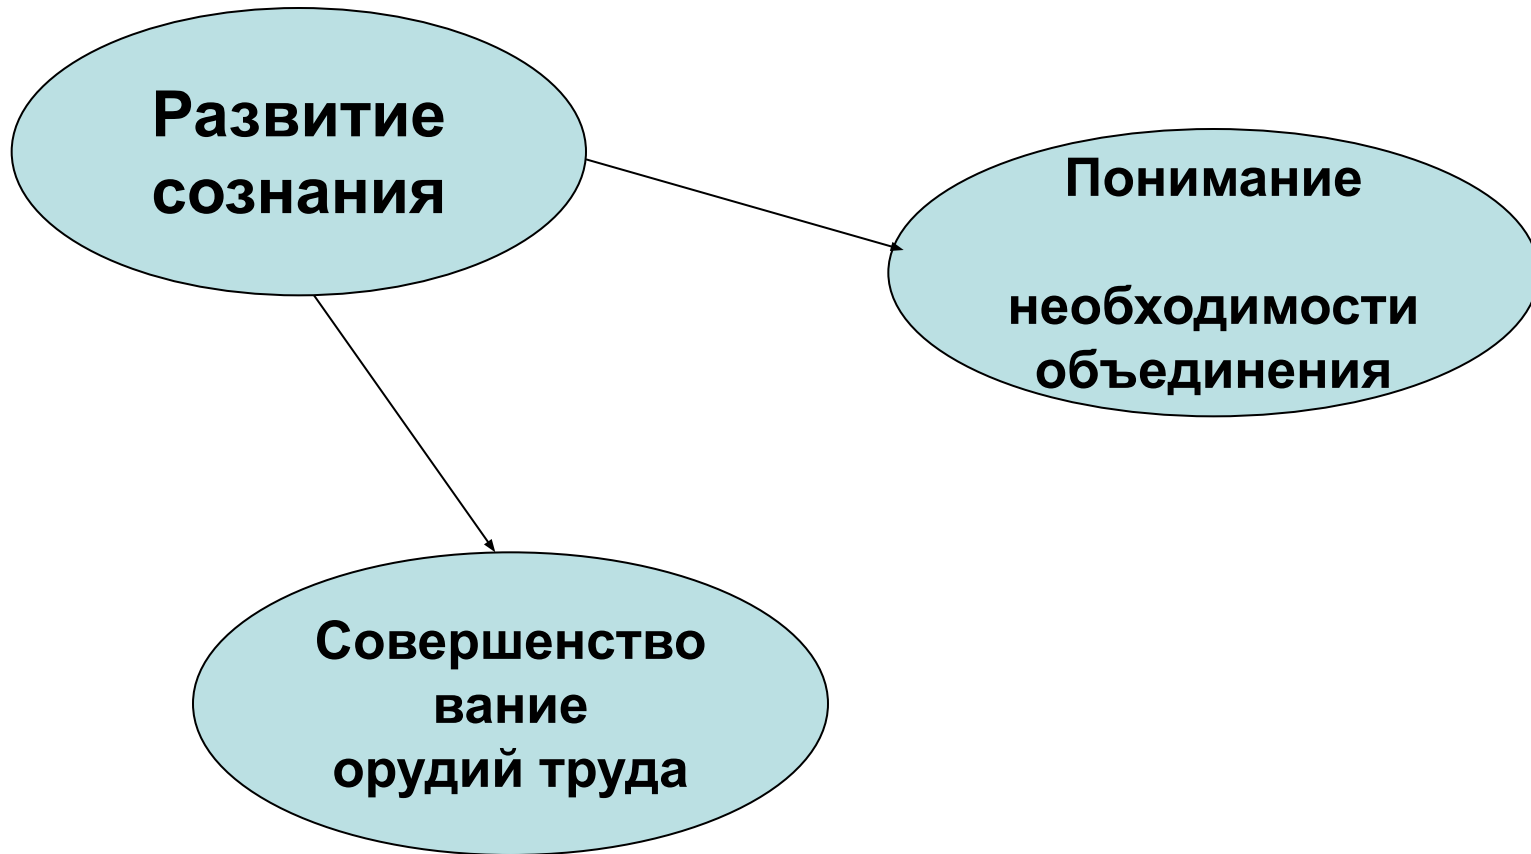 Развитие
сознания
Понимание
необходимости
объединения
Совершенство
вание
орудий труда